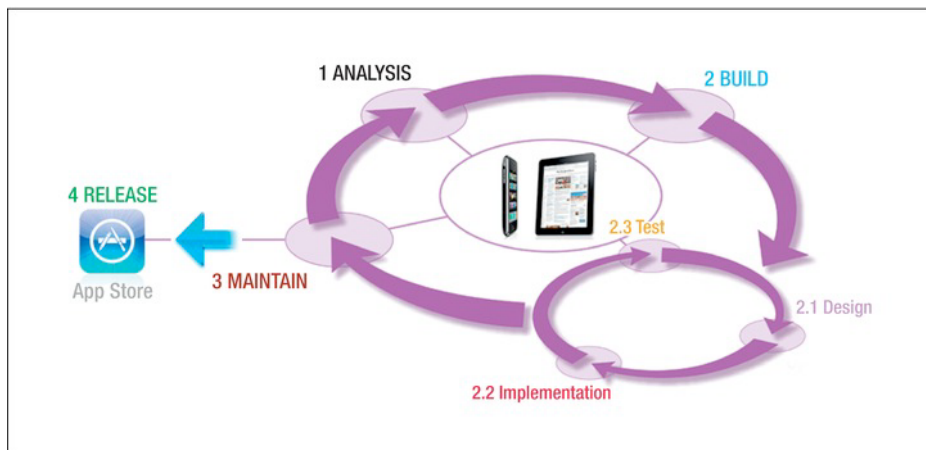 1 ANALYSIS
2 BUILD
4 RELEASE
2.3 Test
App Store
3 MAINTAIN
2.1 Design
2.2 Implementation